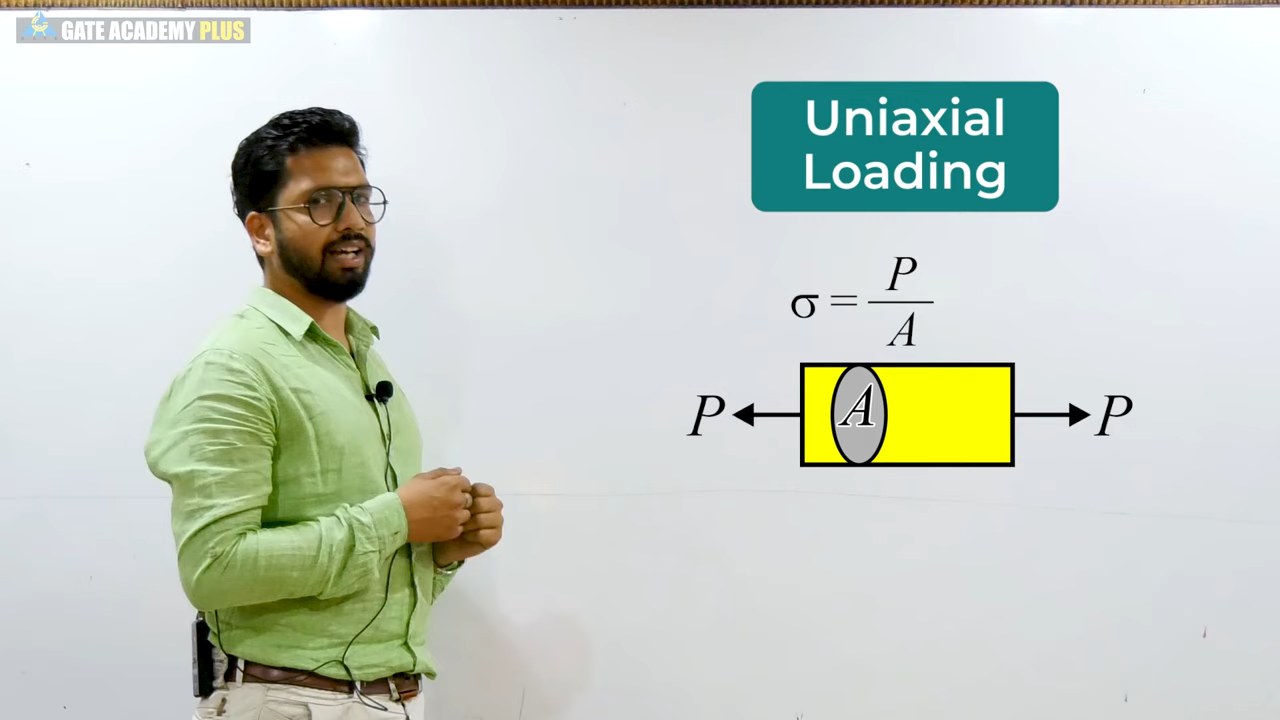 GATE ACADEMY PLUS
Uniaxial
Loading
σ = P/A
P A P